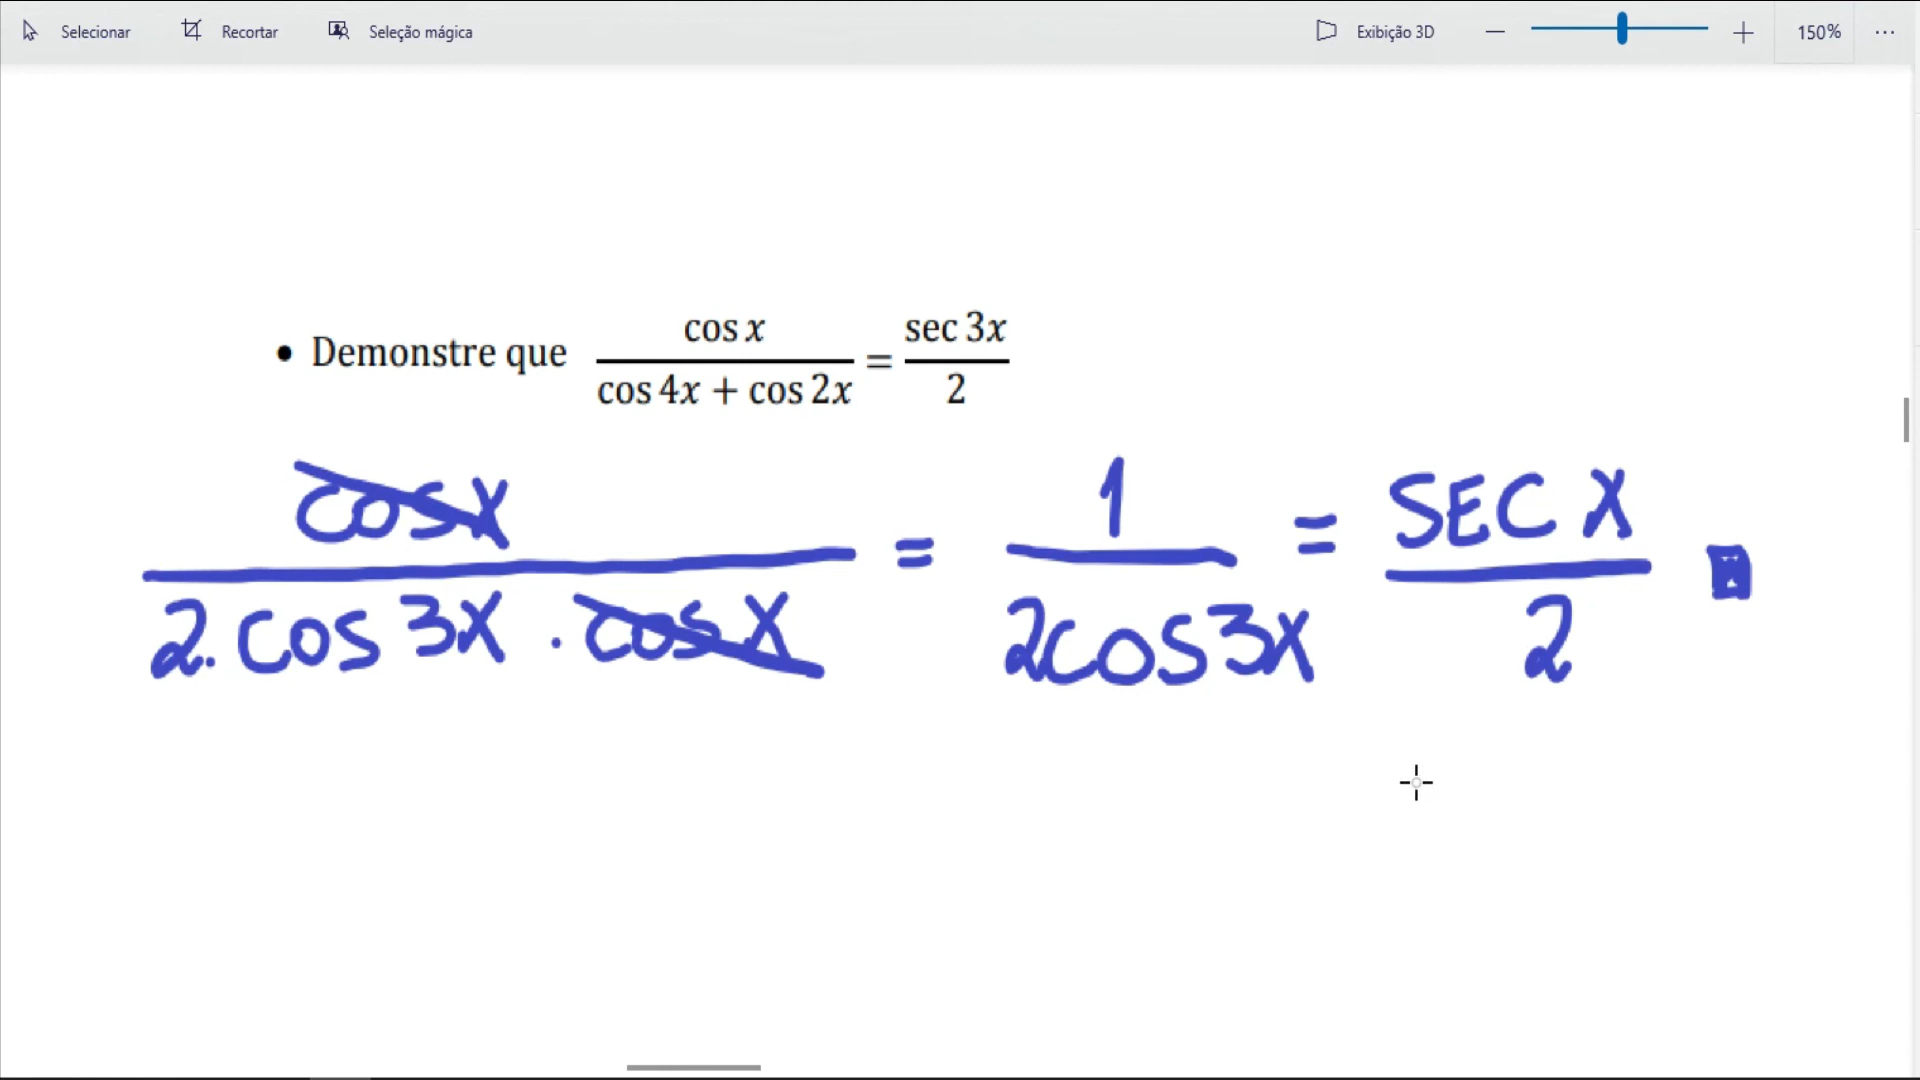 Selecionar Recortar Seleção mágica Exibição 3D 150%
• Demonstre que cos x / (cos 4x + cos 2x) = sec 3x / 2
cos x / (2. cos 3x . cos x) = 1 / (2cos3x) = SEC X / 2